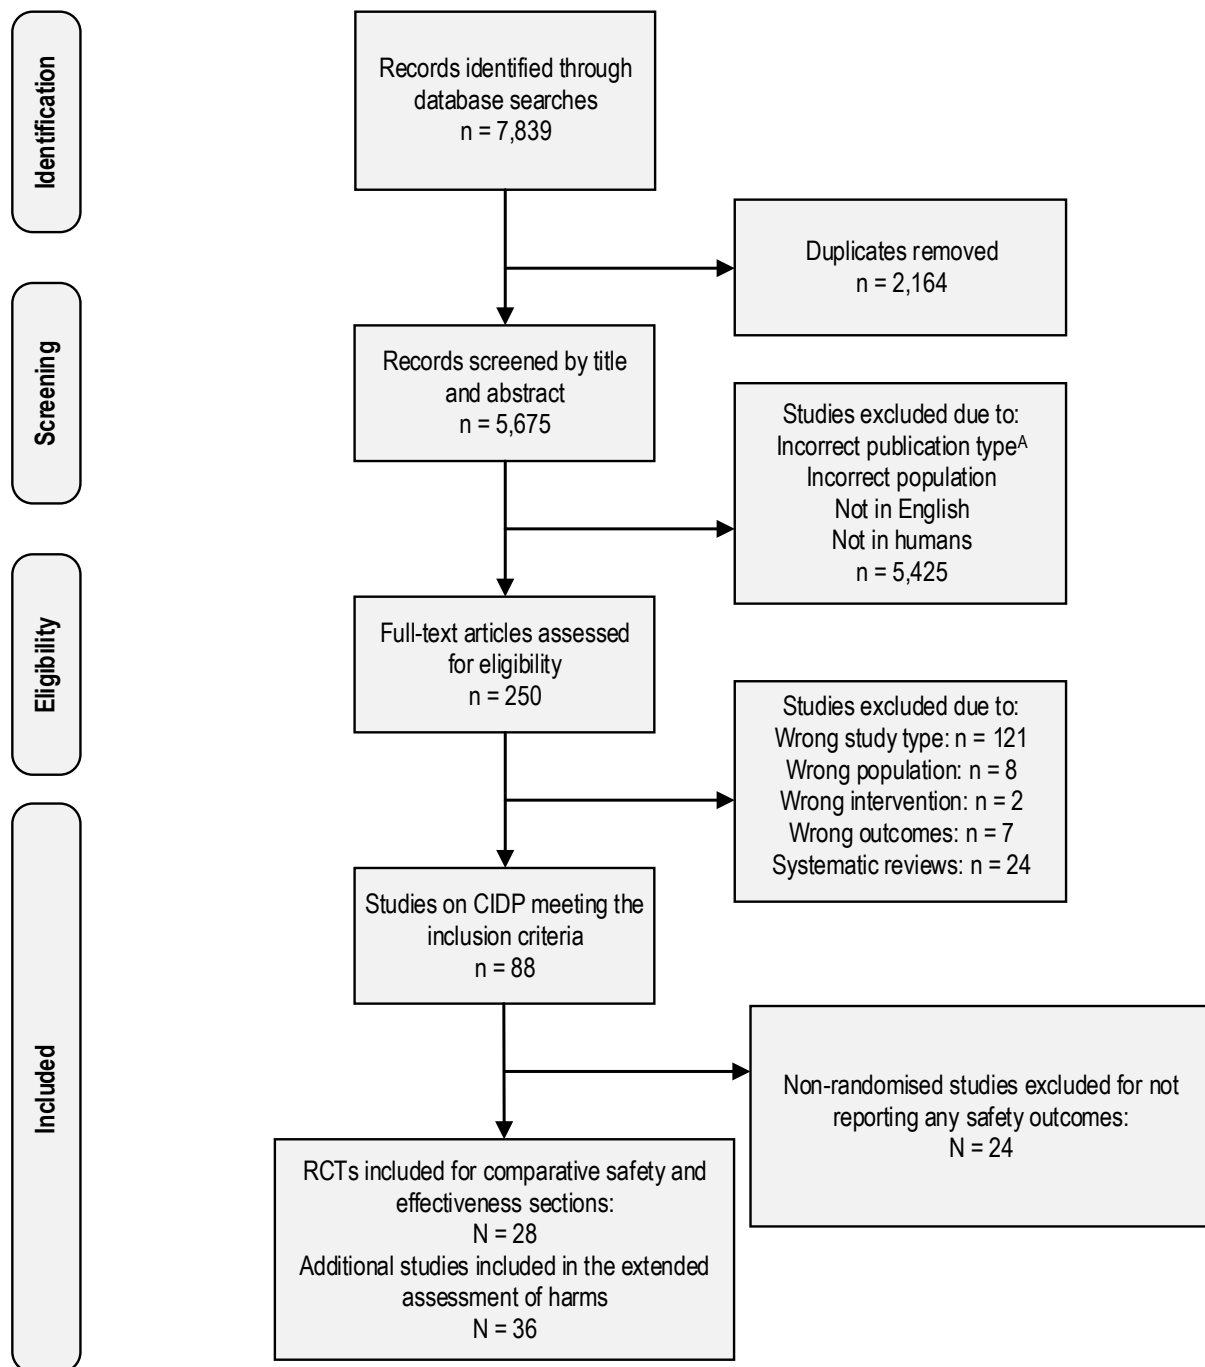 Identification
Records identified through
database searches
n = 7,839
Duplicates removed
n = 2,164
Screening
Records screened by title
and abstract
n = 5,675
Studies excluded due to:
Incorrect publication typeᴬ
Incorrect population
Not in English
Not in humans
n = 5,425
Eligibility
Full-text articles assessed
for eligibility
n = 250
Studies excluded due to:
Wrong study type: n = 121
Wrong population: n = 8
Wrong intervention: n = 2
Wrong outcomes: n = 7
Systematic reviews: n = 24
Included
Studies on CIDP meeting the
inclusion criteria
n = 88
Non-randomised studies excluded for not
reporting any safety outcomes:
N = 24
RCTs included for comparative safety and
effectiveness sections:
N = 28
Additional studies included in the extended
assessment of harms
N = 36